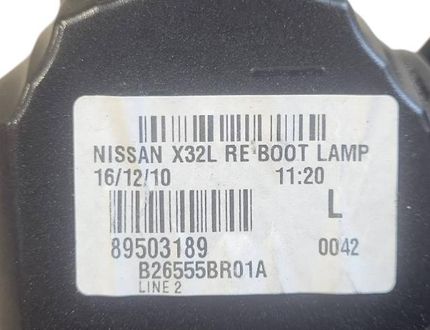 NISSAN X32L RE BOOT LAMP
16/12/10 11:20
L
89503189 0042
B26555BR01A
LINE 2